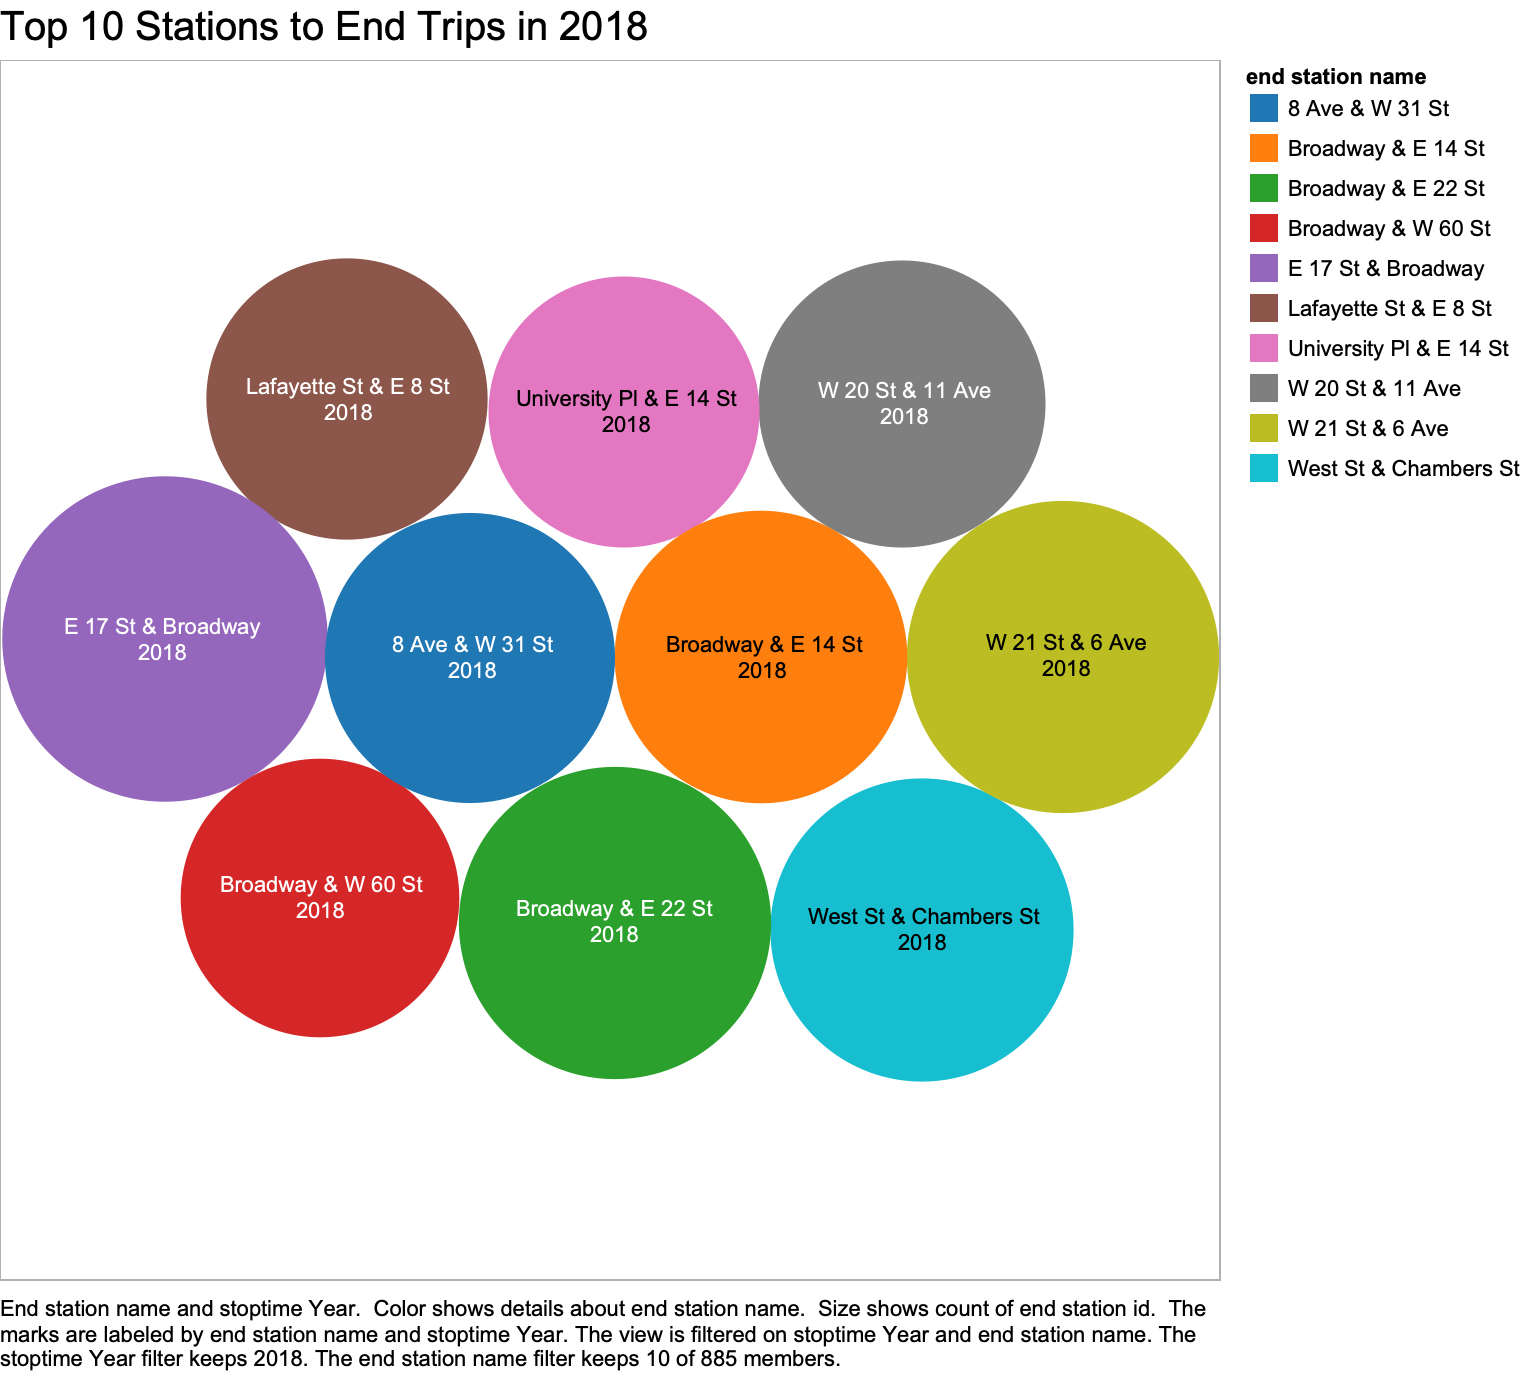 Top 10 Stations to End Trips in 2018
end station name
8 Ave & W 31 St
Broadway & E 14 St
Broadway & E 22 St
Broadway & W 60 St
E 17 St & Broadway
Lafayette St & E 8 St
University Pl & E 14 St
W 20 St & 11 Ave
W 21 St & 6 Ave
West St & Chambers St
Lafayette St & E 8 St
2018
University Pl & E 14 St
2018
W 20 St & 11 Ave
2018
E 17 St & Broadway
2018
8 Ave & W 31 St
2018
Broadway & E 14 St
2018
W 21 St & 6 Ave
2018
Broadway & W 60 St
2018
Broadway & E 22 St
2018
West St & Chambers St
2018
End station name and stoptime Year.  Color shows details about end station name.  Size shows count of end station id.  The
marks are labeled by end station name and stoptime Year. The view is filtered on stoptime Year and end station name. The
stoptime Year filter keeps 2018. The end station name filter keeps 10 of 885 members.